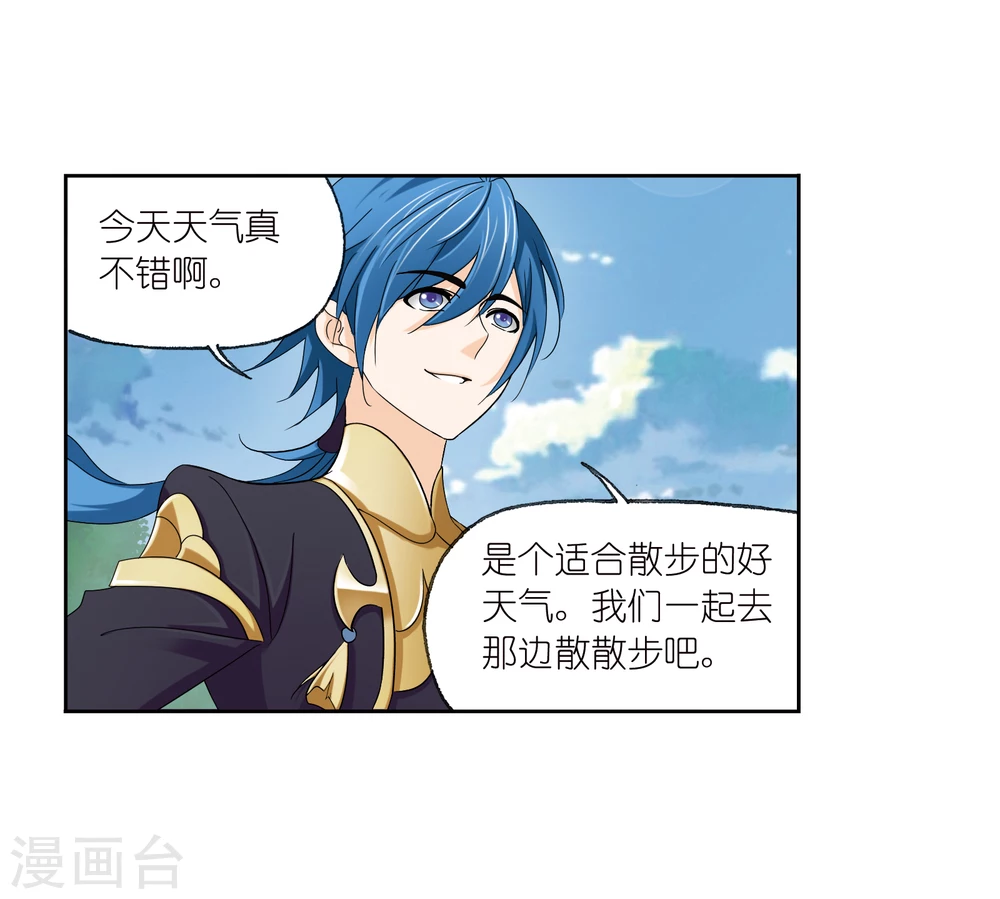 今天天气真
不错啊。
是个适合散步的好
天气。我们一起去
那边散散步吧。
漫画台